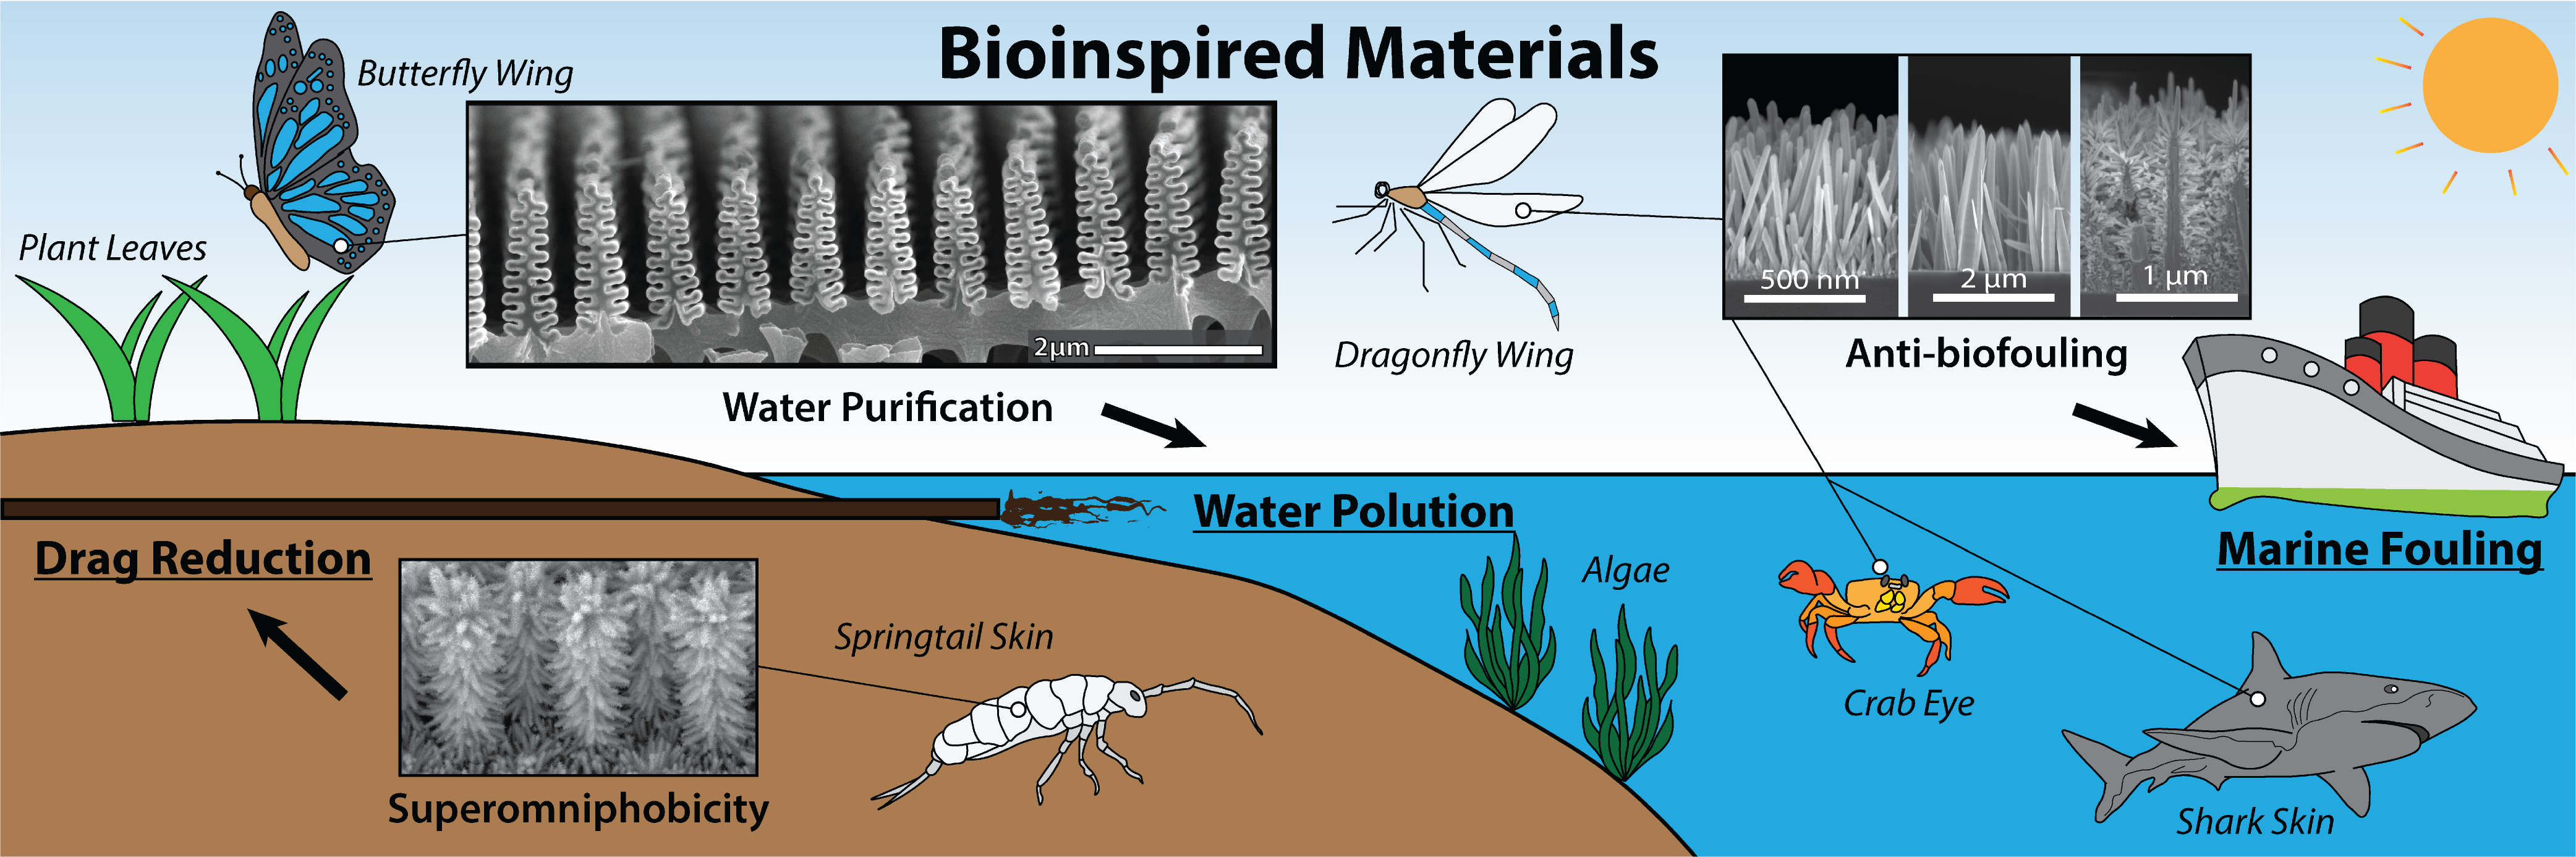 Bioinspired Materials
Butterfly Wing
Plant Leaves
2μm
Water Purification
Dragonfly Wing
500 nm
2 μm
1 μm
Anti-biofouling
Water Polution
Marine Fouling
Drag Reduction
Superomniphobicity
Springtail Skin
Algae
Crab Eye
Shark Skin